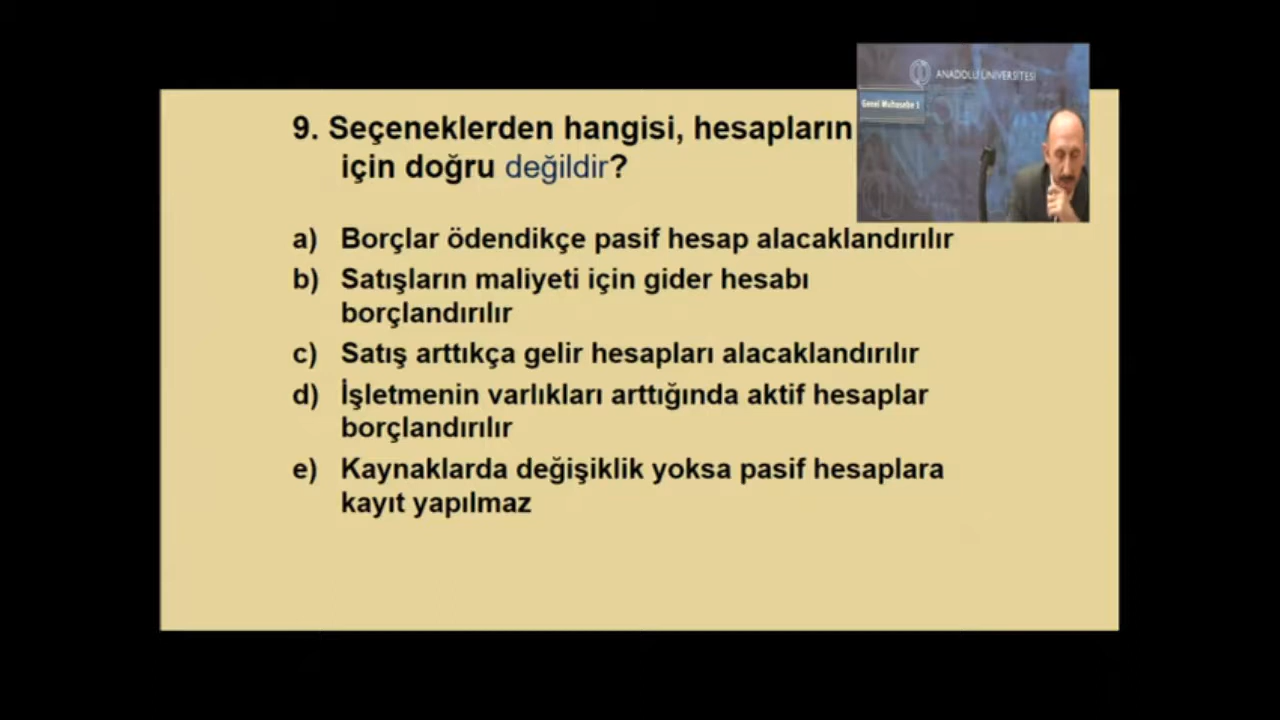 ANADOLU ÜNİVERSİTESİ
Genel Muhasebe 1
9. Seçeneklerden hangisi, hesapların
için doğru değildir?
a) Borçlar ödendikçe pasif hesap alacaklandırılır
b) Satışların maliyeti için gider hesabı
borçlandırılır
c) Satış arttıkça gelir hesapları alacaklandırılır
d) İşletmenin varlıkları arttığında aktif hesaplar
borçlandırılır
e) Kaynaklarda değişiklik yoksa pasif hesaplara
kayıt yapılmaz